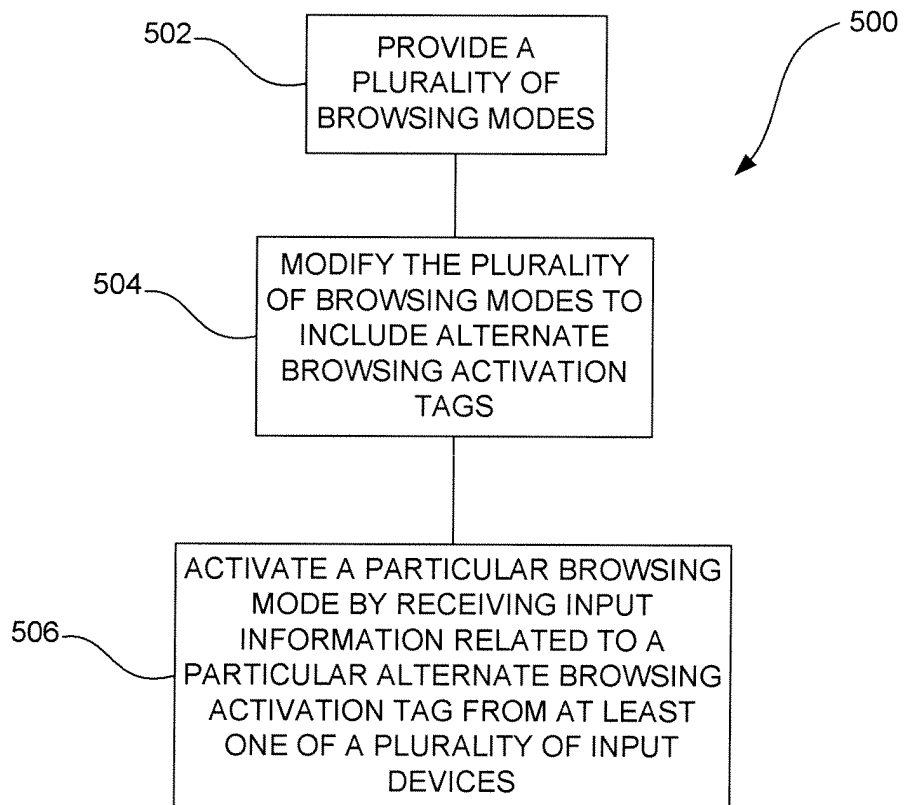 500
502
PROVIDE A
PLURALITY OF
BROWSING MODES
504
MODIFY THE PLURALITY
OF BROWSING MODES TO
INCLUDE ALTERNATE
BROWSING ACTIVATION
TAGS
506
ACTIVATE A PARTICULAR BROWSING
MODE BY RECEIVING INPUT
INFORMATION RELATED TO A
PARTICULAR ALTERNATE BROWSING
ACTIVATION TAG FROM AT LEAST
ONE OF A PLURALITY OF INPUT
DEVICES